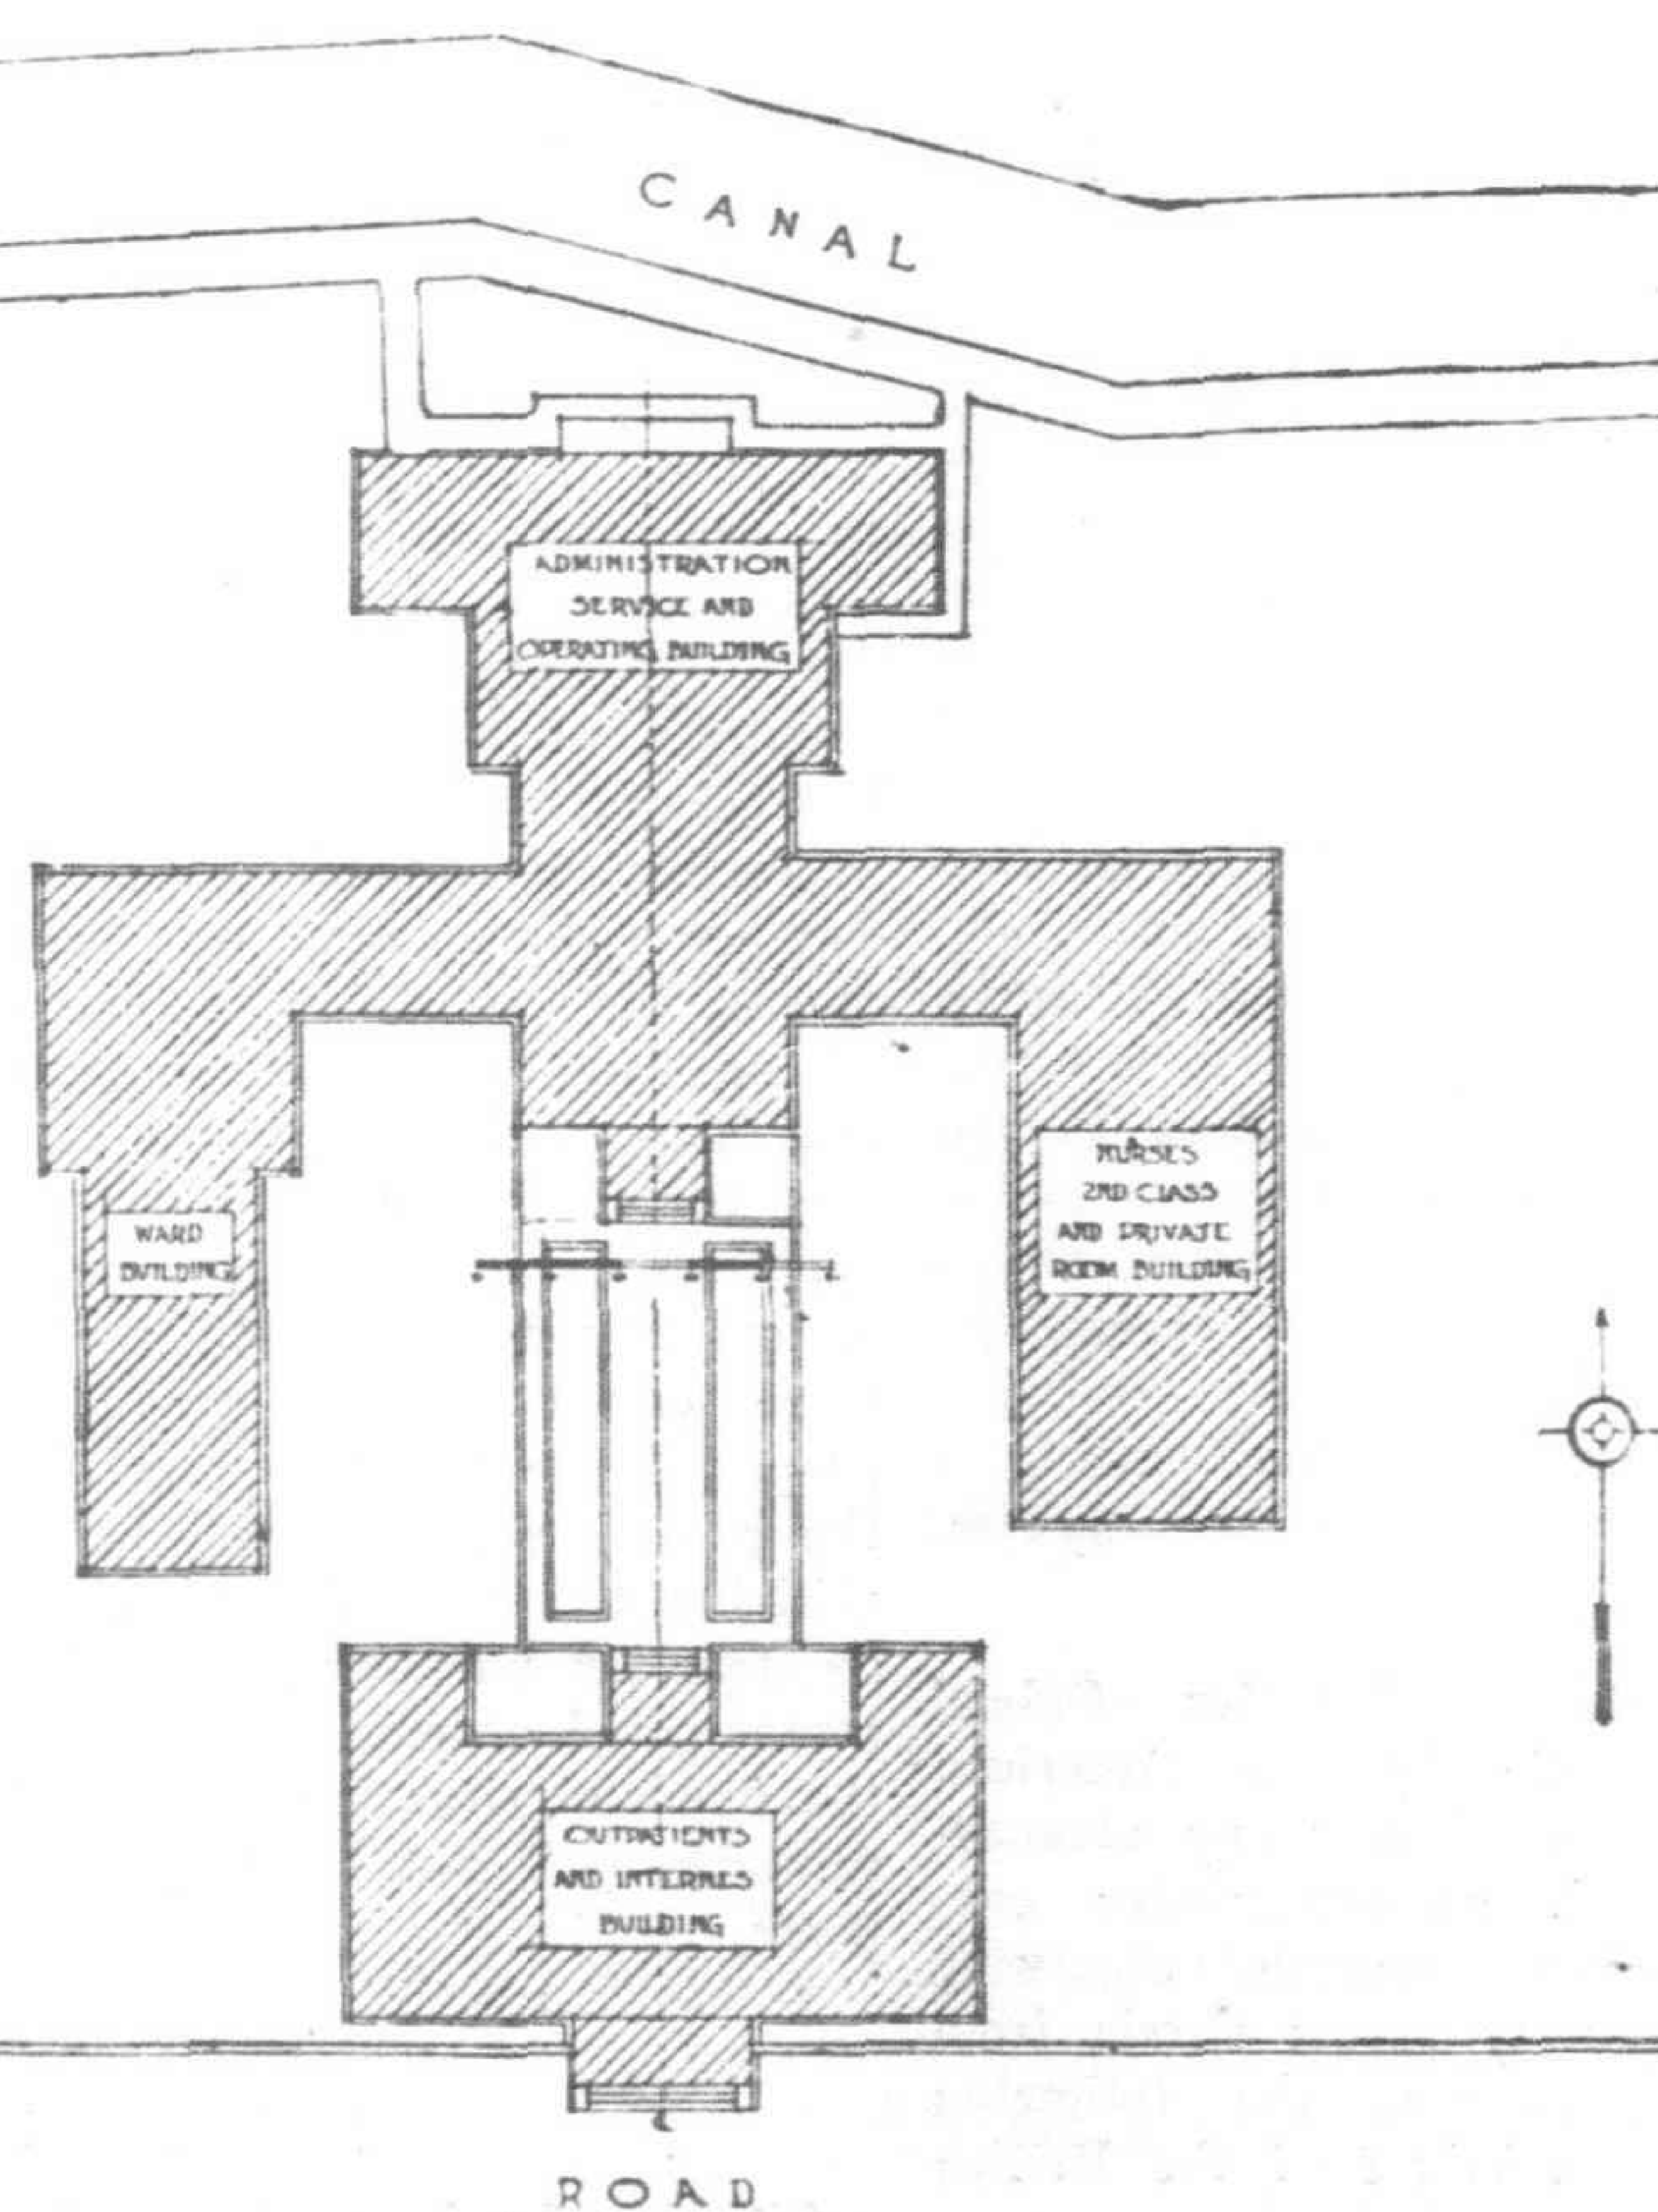 CANAL
ADMINISTRATION
SERVICE AND
OPERATING BUILDING
NURSES
2ND CLASS
AND PRIVATE
ROOM BUILDING
WARD
BUILDING
OUTPATIENTS
AND INTERNES
BUILDING
ROAD